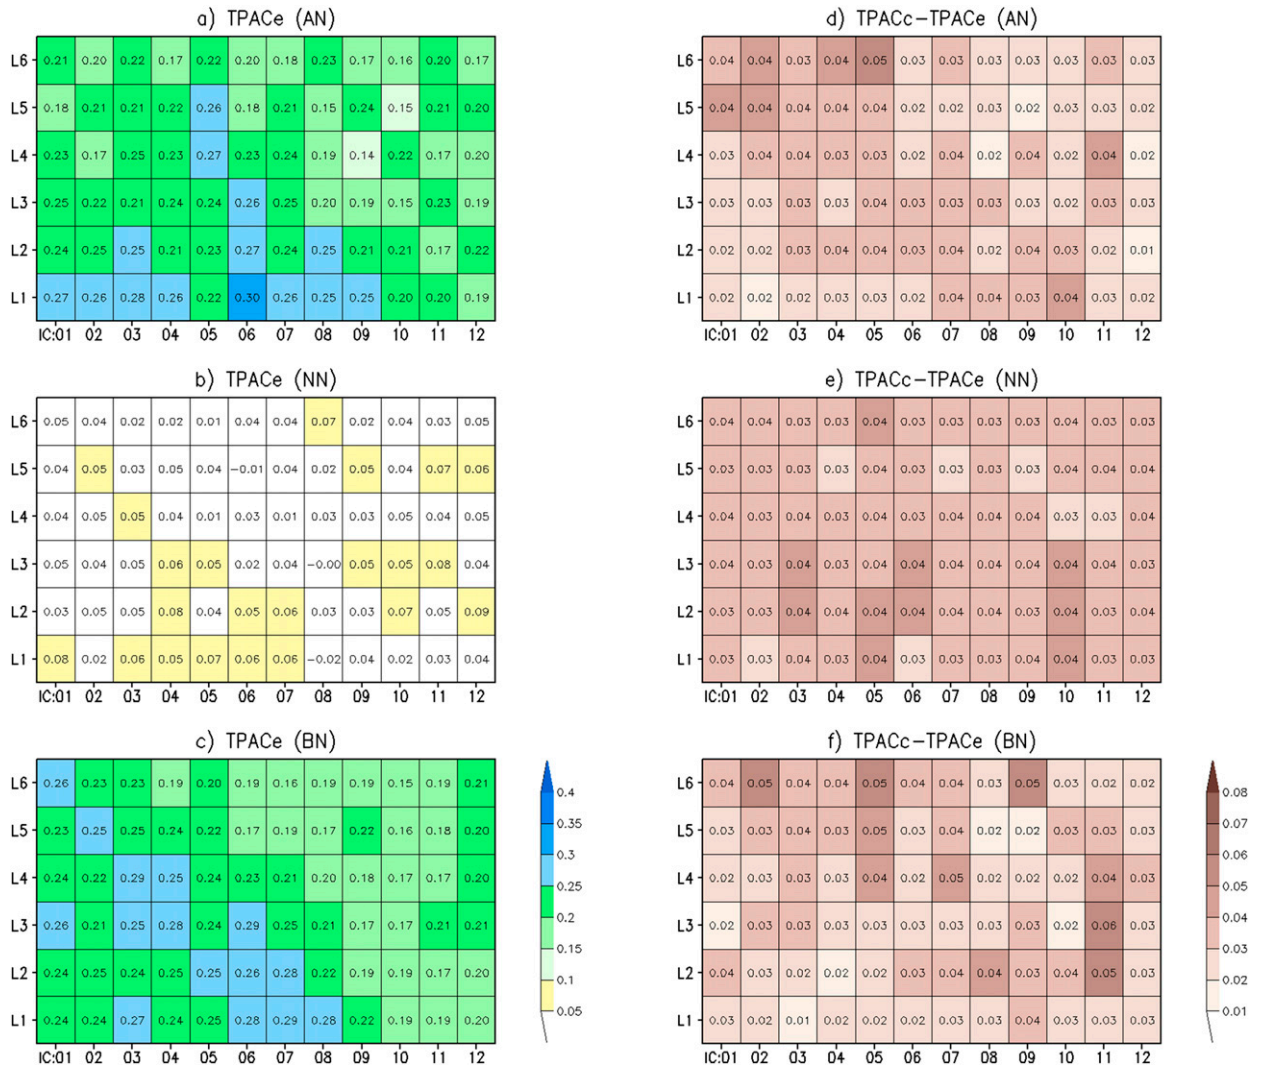 a) TPACe (AN)
L6 0.21 0.20 0.22 0.17 0.22 0.20 0.18 0.23 0.17 0.16 0.20 0.17
L5 0.18 0.21 0.21 0.22 0.26 0.18 0.21 0.15 0.24 0.15 0.21 0.20
L4 0.23 0.17 0.25 0.23 0.27 0.23 0.24 0.19 0.14 0.22 0.17 0.20
L3 0.25 0.22 0.21 0.24 0.24 0.26 0.25 0.20 0.19 0.15 0.23 0.19
L2 0.24 0.25 0.25 0.21 0.23 0.27 0.24 0.25 0.21 0.21 0.17 0.22
L1 0.27 0.26 0.28 0.26 0.22 0.30 0.26 0.25 0.25 0.20 0.20 0.19
IC:01 02 03 04 05 06 07 08 09 10 11 12
d) TPACc−TPACe (AN)
L6 0.04 0.04 0.03 0.04 0.05 0.03 0.03 0.03 0.03 0.03 0.03 0.03
L5 0.04 0.04 0.04 0.04 0.04 0.02 0.02 0.03 0.02 0.03 0.03 0.02
L4 0.03 0.04 0.04 0.03 0.03 0.02 0.04 0.02 0.04 0.02 0.04 0.02
L3 0.03 0.03 0.03 0.03 0.04 0.03 0.03 0.03 0.03 0.02 0.03 0.03
L2 0.02 0.02 0.03 0.04 0.04 0.03 0.04 0.02 0.04 0.03 0.02 0.01
L1 0.02 0.02 0.02 0.03 0.03 0.02 0.04 0.04 0.03 0.04 0.03 0.02
IC:01 02 03 04 05 06 07 08 09 10 11 12
b) TPACe (NN)
L6 0.05 0.04 0.02 0.02 0.01 0.04 0.04 0.07 0.02 0.04 0.03 0.05
L5 0.04 0.05 0.03 0.05 0.04 −0.01 0.04 0.02 0.05 0.04 0.07 0.06
L4 0.04 0.05 0.05 0.04 0.01 0.03 0.01 0.03 0.03 0.05 0.04 0.05
L3 0.05 0.04 0.05 0.06 0.05 0.02 0.04 −0.00 0.05 0.05 0.08 0.04
L2 0.03 0.05 0.05 0.08 0.04 0.05 0.06 0.03 0.03 0.07 0.05 0.09
L1 0.08 0.02 0.06 0.05 0.07 0.06 0.06 −0.02 0.04 0.02 0.03 0.04
IC:01 02 03 04 05 06 07 08 09 10 11 12
e) TPACc−TPACe (NN)
L6 0.04 0.04 0.03 0.03 0.04 0.03 0.03 0.03 0.03 0.04 0.03 0.03
L5 0.03 0.03 0.03 0.03 0.04 0.03 0.03 0.03 0.03 0.04 0.04 0.04
L4 0.04 0.03 0.04 0.03 0.04 0.03 0.04 0.04 0.04 0.03 0.03 0.04
L3 0.04 0.03 0.04 0.04 0.03 0.04 0.04 0.03 0.04 0.04 0.04 0.03
L2 0.03 0.03 0.04 0.04 0.04 0.04 0.04 0.04 0.03 0.04 0.03 0.04
L1 0.03 0.03 0.04 0.03 0.04 0.03 0.03 0.03 0.04 0.04 0.03 0.03
IC:01 02 03 04 05 06 07 08 09 10 11 12
c) TPACe (BN)
L6 0.26 0.23 0.23 0.19 0.20 0.19 0.16 0.19 0.19 0.15 0.19 0.21
L5 0.23 0.25 0.25 0.24 0.22 0.17 0.19 0.17 0.22 0.16 0.18 0.20
L4 0.24 0.22 0.29 0.25 0.24 0.23 0.21 0.20 0.18 0.17 0.17 0.20
L3 0.26 0.21 0.25 0.28 0.24 0.29 0.25 0.21 0.17 0.17 0.21 0.21
L2 0.24 0.25 0.24 0.25 0.25 0.26 0.28 0.22 0.19 0.19 0.17 0.20
L1 0.24 0.24 0.27 0.24 0.25 0.28 0.29 0.28 0.22 0.19 0.19 0.20
IC:01 02 03 04 05 06 07 08 09 10 11 12
0.4
0.35
0.3
0.25
0.2
0.15
0.1
0.05
f) TPACc−TPACe (BN)
L6 0.04 0.05 0.04 0.04 0.05 0.04 0.04 0.03 0.05 0.03 0.02 0.02
L5 0.03 0.03 0.04 0.03 0.05 0.03 0.04 0.02 0.02 0.03 0.03 0.03
L4 0.02 0.03 0.03 0.03 0.04 0.02 0.05 0.02 0.02 0.02 0.04 0.03
L3 0.02 0.03 0.03 0.03 0.03 0.03 0.03 0.03 0.03 0.02 0.06 0.03
L2 0.04 0.03 0.02 0.02 0.02 0.03 0.04 0.04 0.03 0.04 0.05 0.03
L1 0.03 0.02 0.01 0.02 0.02 0.02 0.03 0.03 0.04 0.03 0.03 0.03
IC:01 02 03 04 05 06 07 08 09 10 11 12
0.08
0.07
0.06
0.05
0.04
0.03
0.02
0.01